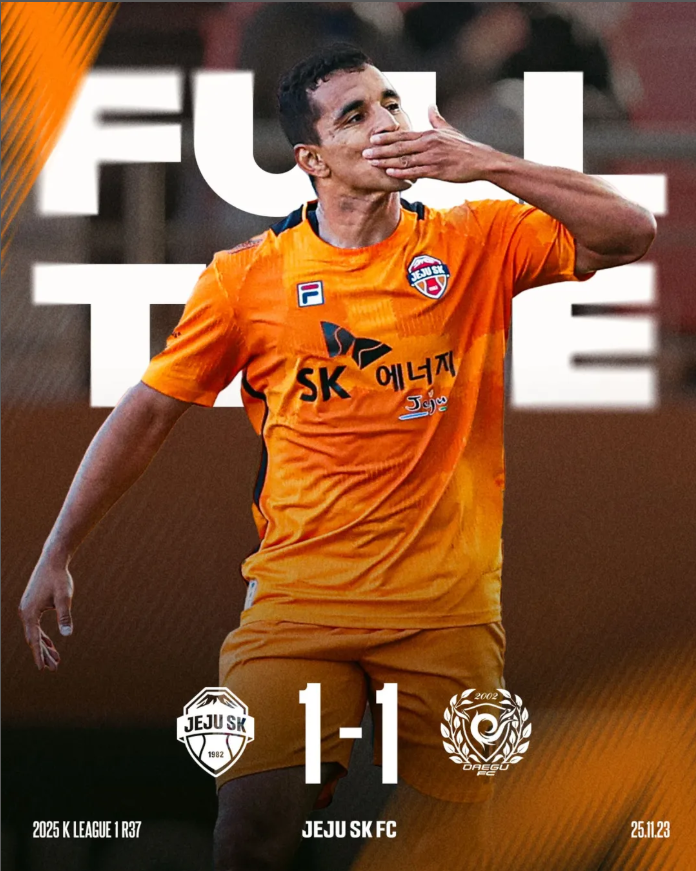 FULL
TIME
JEJU SK
F
SK 에너지
Jeju
JEJU SK
1982
1-1
2002
DAEGU
FC
2025 K LEAGUE 1 R37
JEJU SK FC
25.11.23